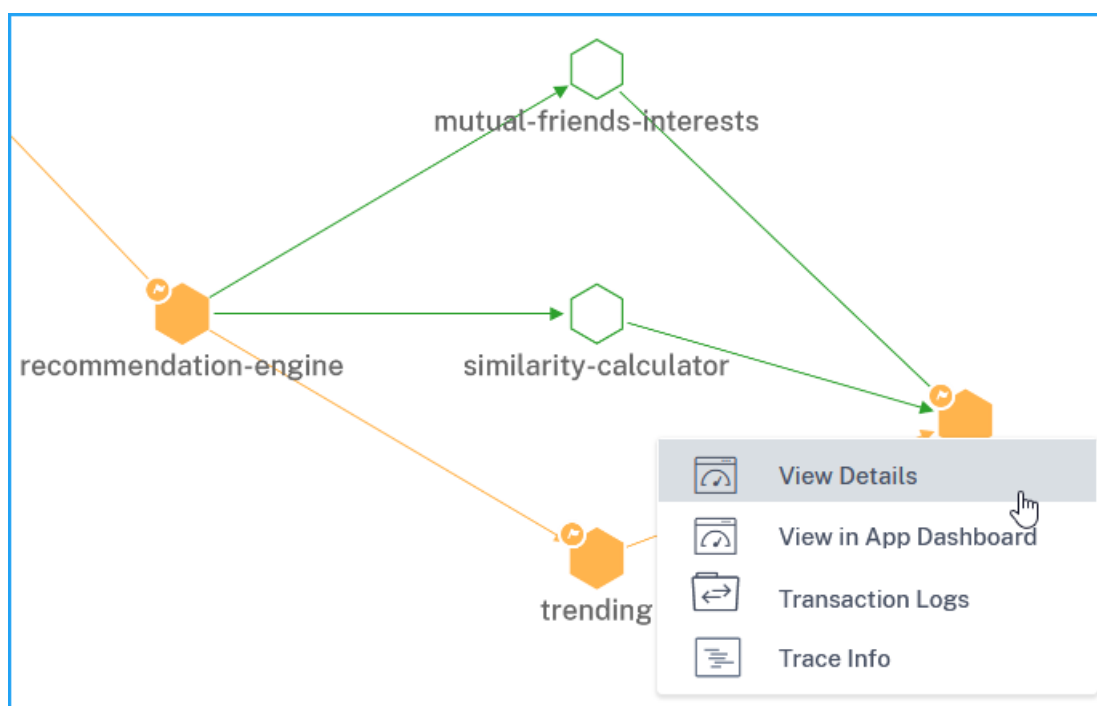 mutual-friends-interests
recommendation-engine
similarity-calculator
trending
View Details
View in App Dashboard
Transaction Logs
Trace Info